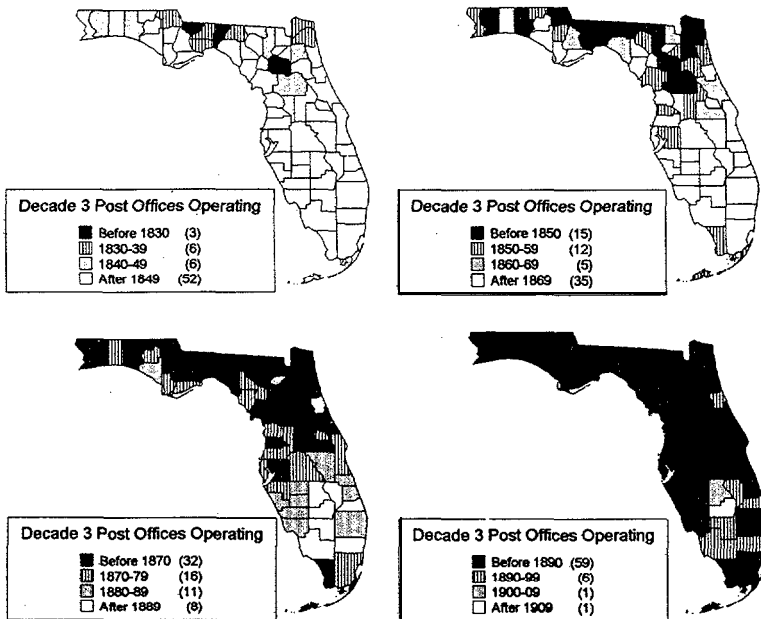 Decade 3 Post Offices Operating
Before 1830 (3)
1830-39 (6)
1840-49 (6)
After 1849 (52)
Decade 3 Post Offices Operating
Before 1850 (15)
1850-59 (12)
1860-69 (5)
After 1869 (35)
Decade 3 Post Offices Operating
Before 1870 (32)
1870-79 (16)
1880-89 (11)
After 1889 (8)
Decade 3 Post Offices Operating
Before 1890 (59)
1890-99 (6)
1900-09 (1)
After 1909 (1)